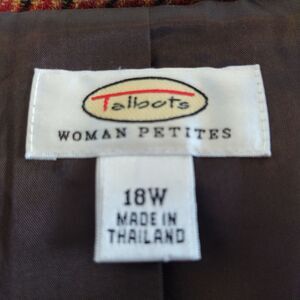 Talbots
WOMAN PETITES
18W
MADE IN
THAILAND